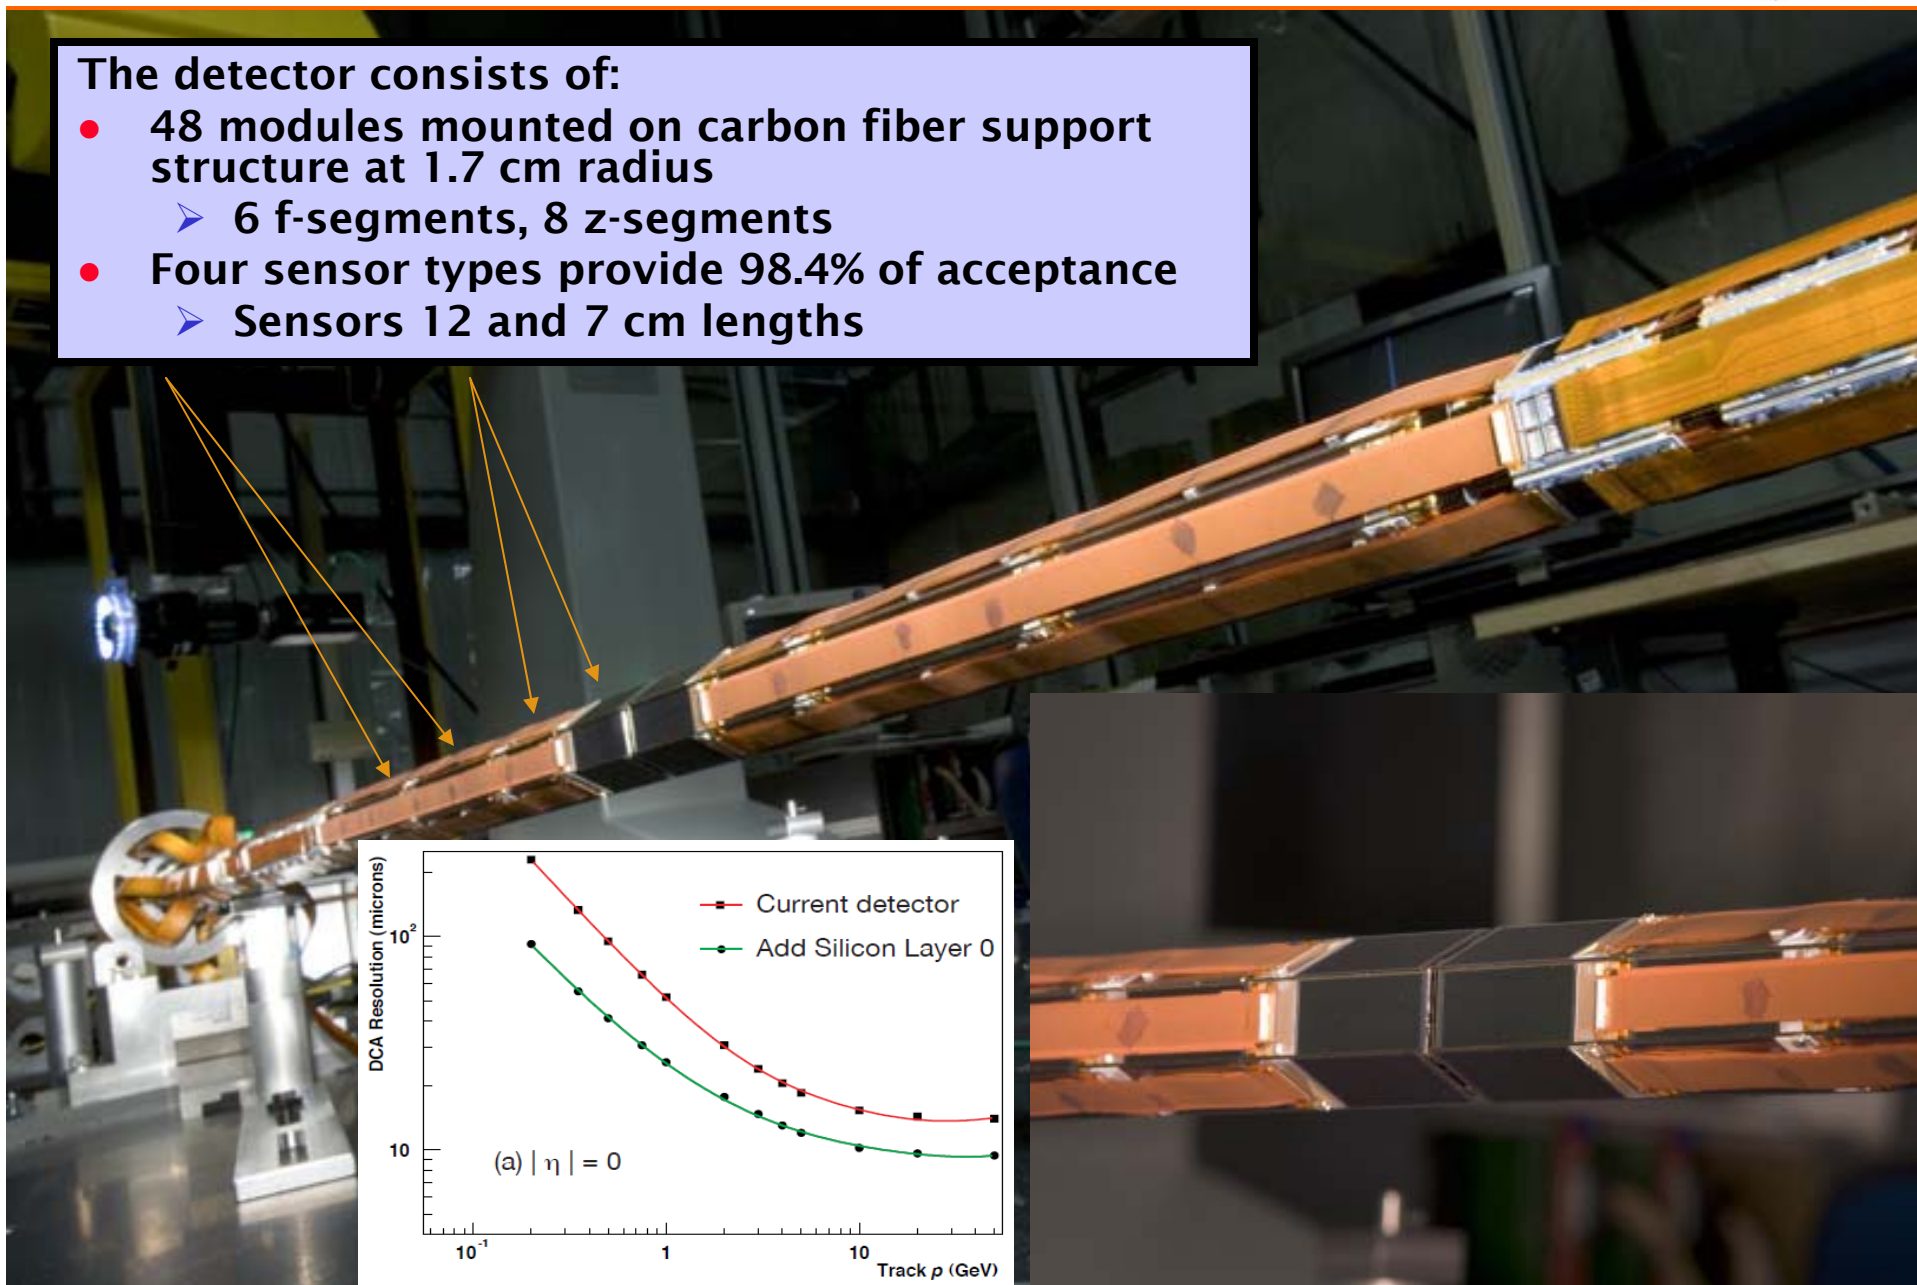 The detector consists of:
● 48 modules mounted on carbon fiber support
structure at 1.7 cm radius
➢ 6 f-segments, 8 z-segments
● Four sensor types provide 98.4% of acceptance
➢ Sensors 12 and 7 cm lengths
DCA Resolution (microns)
10²
10
Current detector
Add Silicon Layer 0
(a) | η | = 0
10⁻¹ 1 10
Track p (GeV)